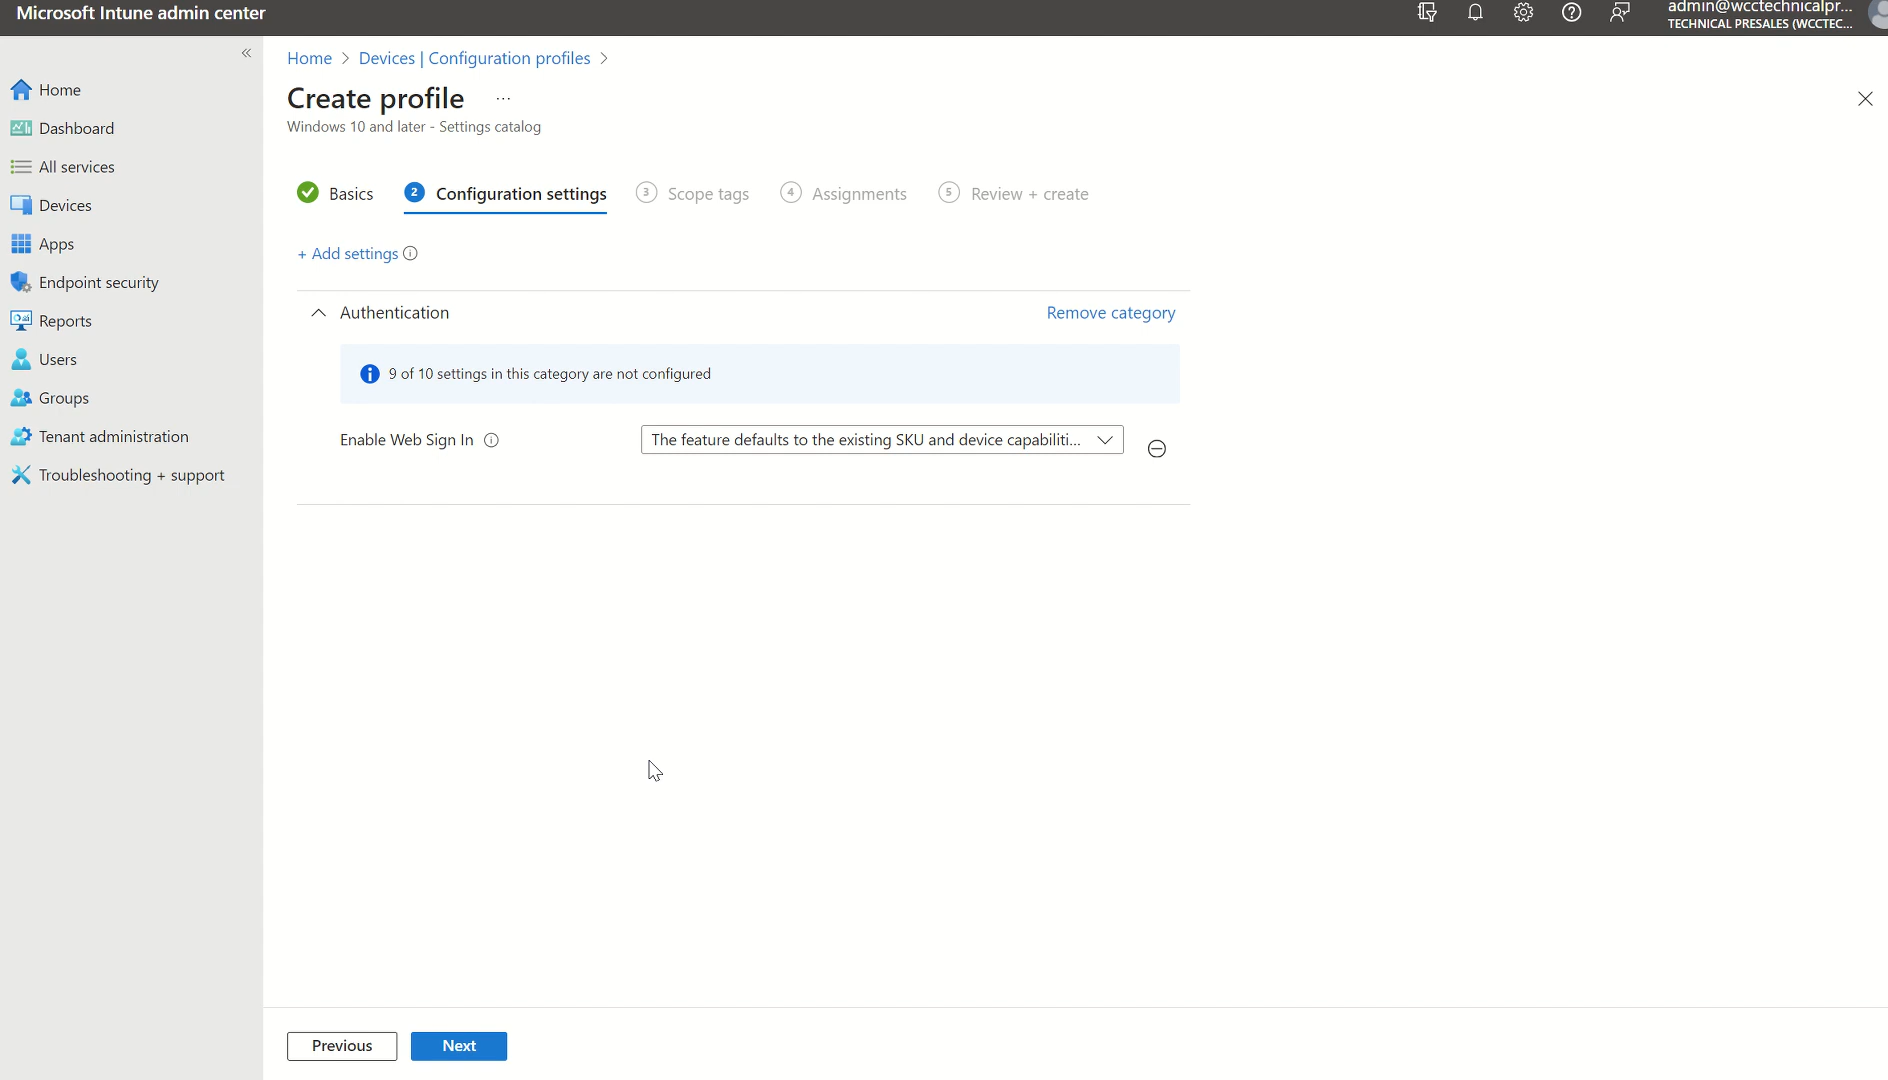 Microsoft Intune admin center
admin@wcctechnicalpr...
TECHNICAL PRESALES (WCCTEC...
Home
Dashboard
All services
Devices
Apps
Endpoint security
Reports
Users
Groups
Tenant administration
Troubleshooting + support
Home > Devices | Configuration profiles >
Create profile ...
Windows 10 and later - Settings catalog
Basics 2 Configuration settings 3 Scope tags 4 Assignments 5 Review + create
+ Add settings
Authentication Remove category
9 of 10 settings in this category are not configured
Enable Web Sign In The feature defaults to the existing SKU and device capabiliti...
Previous Next